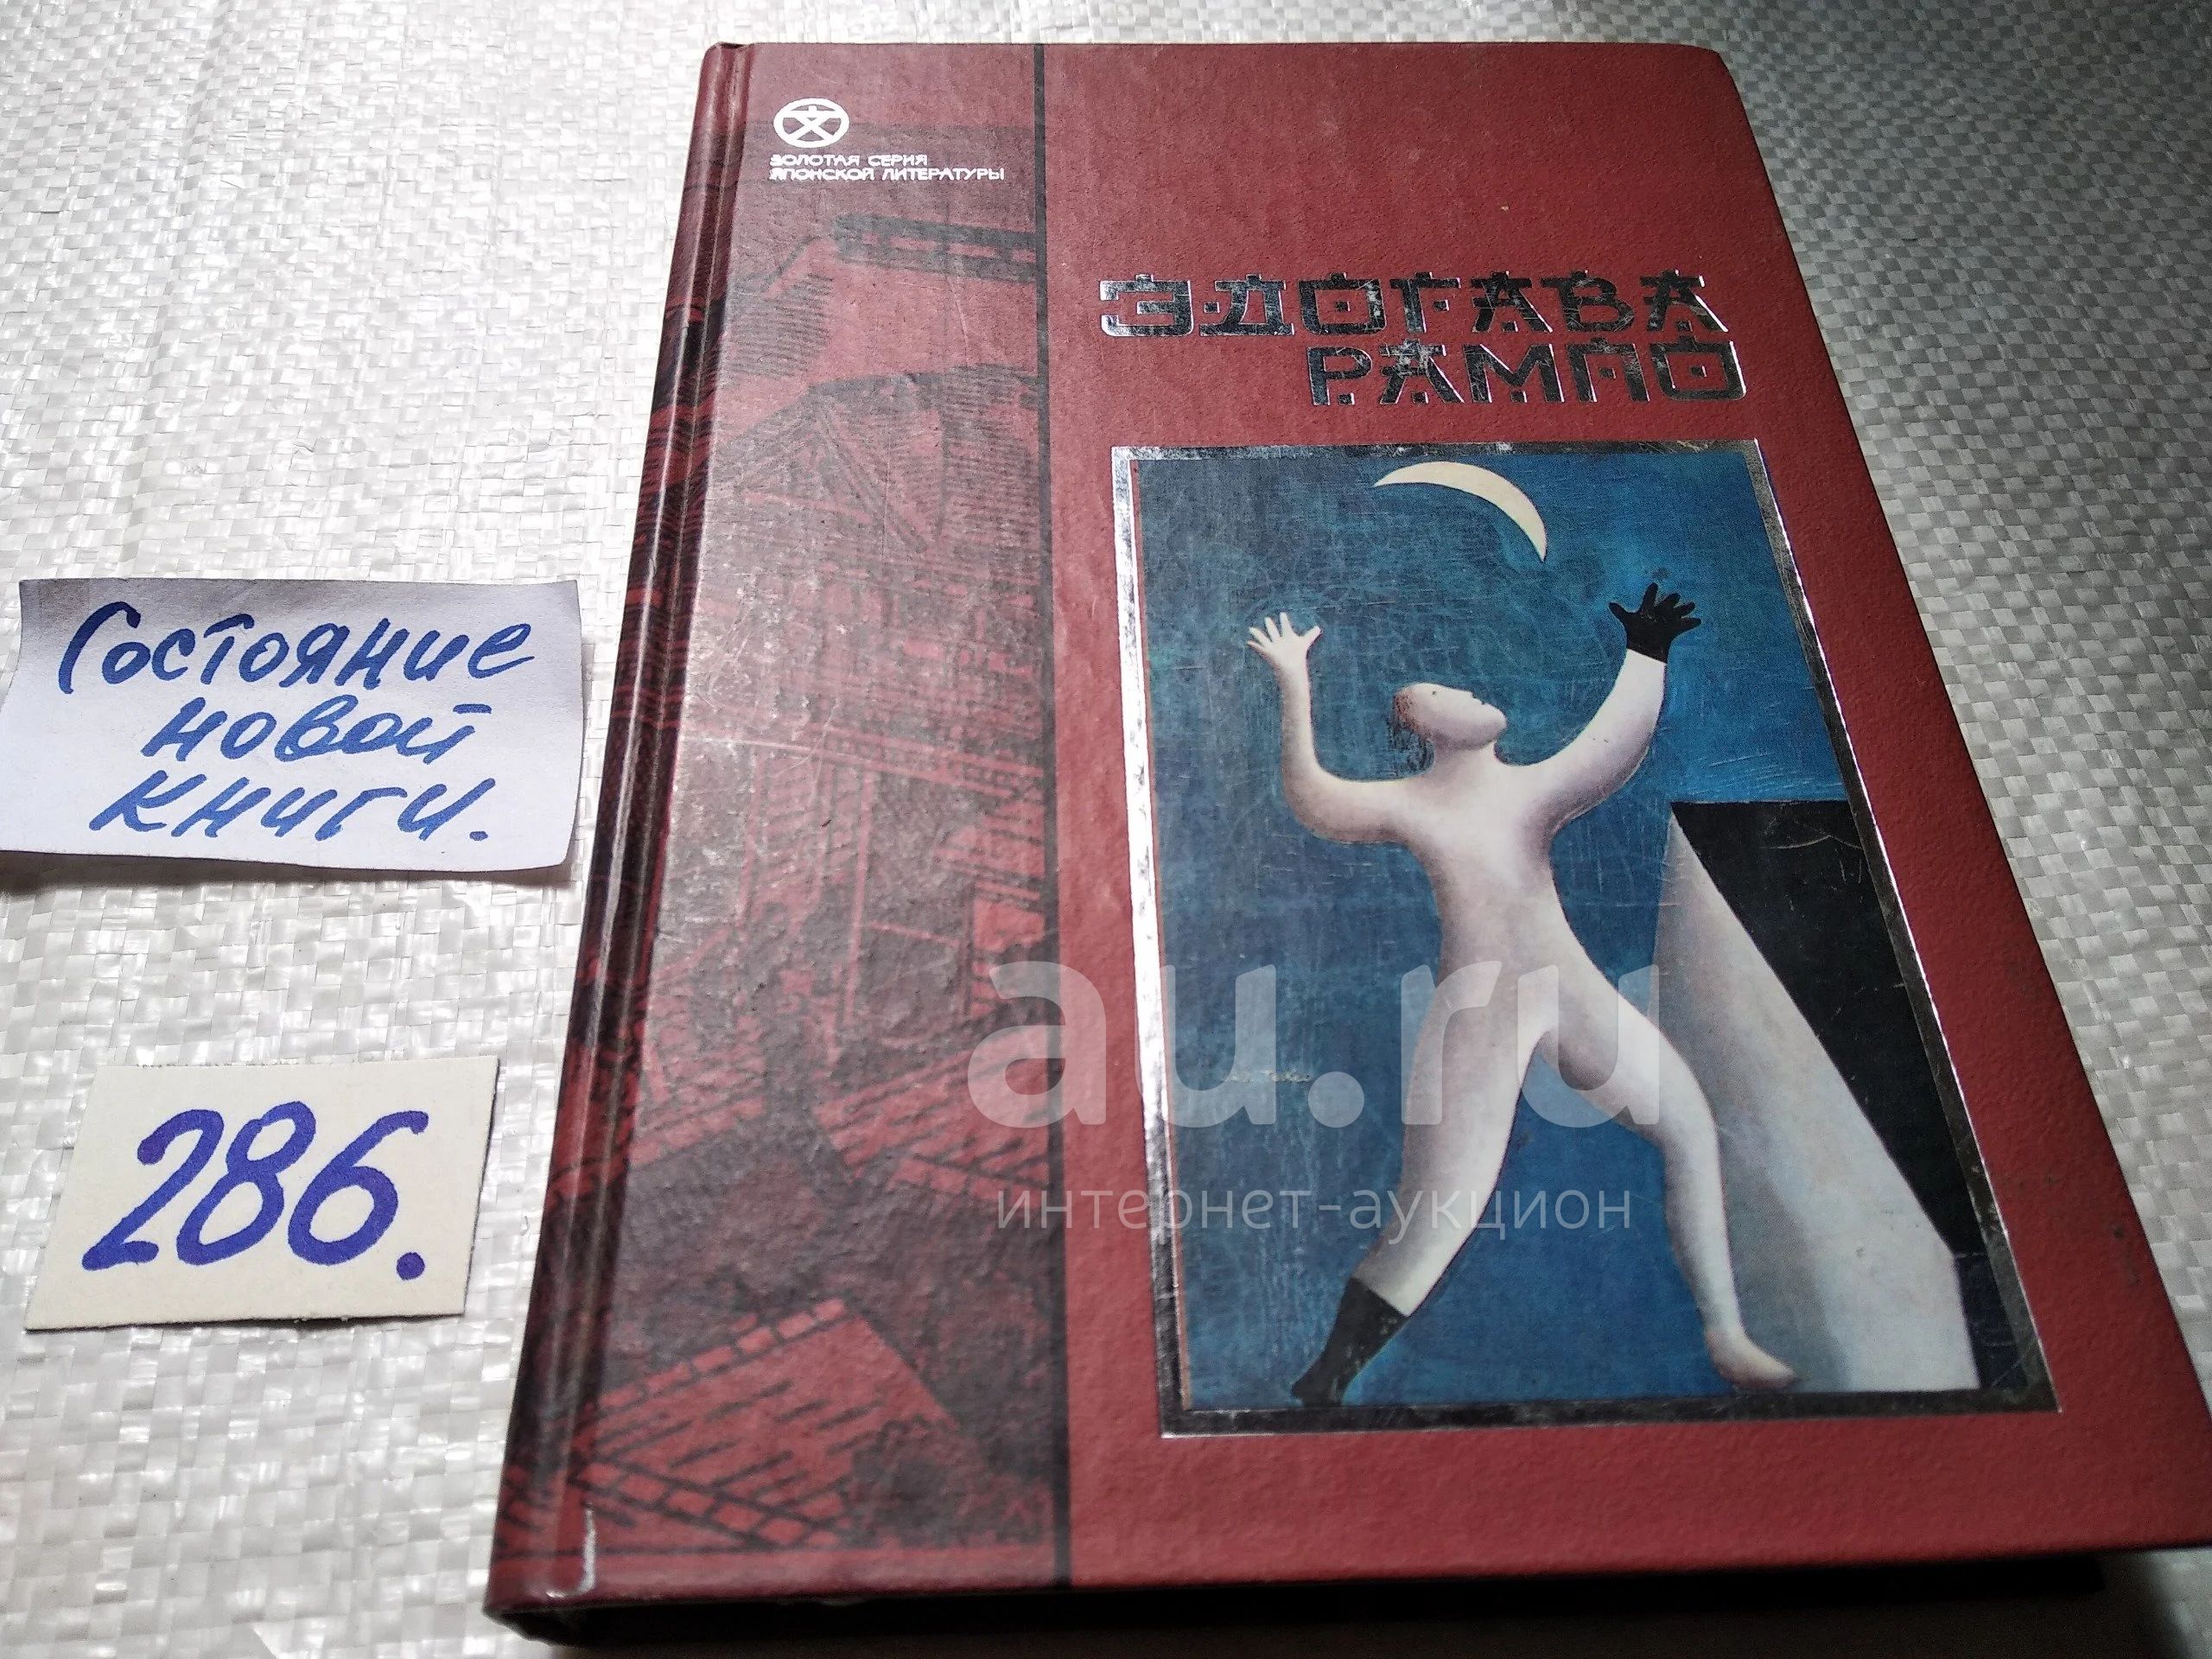 ЗОЛОТАЯ СЕРИЯ
ЯПОНСКОЙ ЛИТЕРАТУРЫ
ЭДОГАВА
РАМПО
Состояние
новой
книги.
286.
au.ru
интернет-аукцион